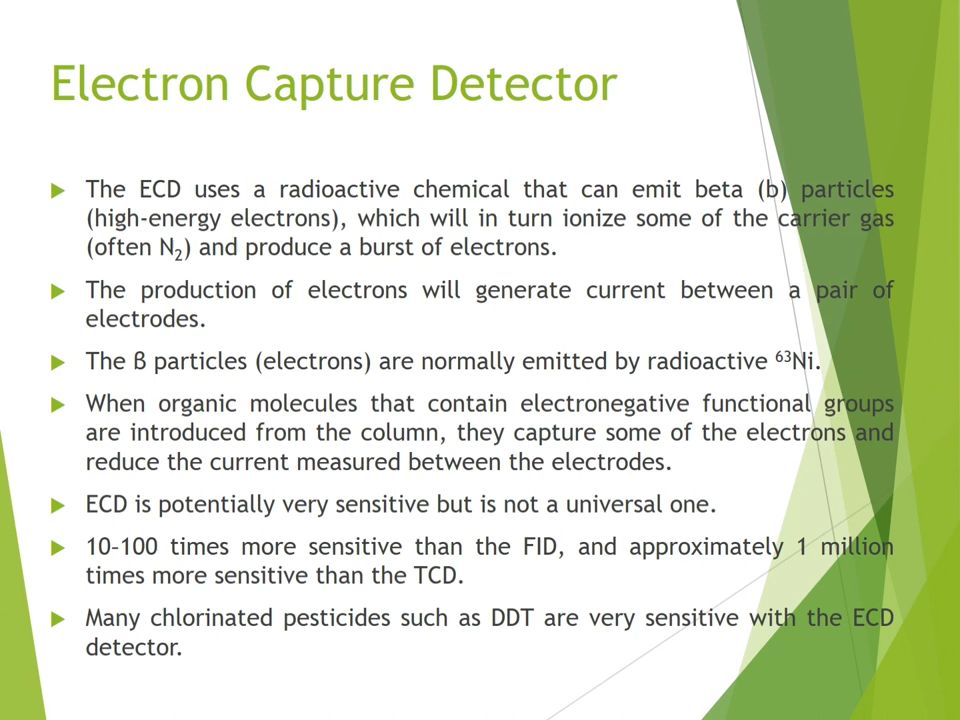 Electron Capture Detector
The ECD uses a radioactive chemical that can emit beta (b) particles
(high-energy electrons), which will in turn ionize some of the carrier gas
(often N₂) and produce a burst of electrons.
The production of electrons will generate current between a pair of
electrodes.
The ß particles (electrons) are normally emitted by radioactive ⁶³Ni.
When organic molecules that contain electronegative functional groups
are introduced from the column, they capture some of the electrons and
reduce the current measured between the electrodes.
ECD is potentially very sensitive but is not a universal one.
10–100 times more sensitive than the FID, and approximately 1 million
times more sensitive than the TCD.
Many chlorinated pesticides such as DDT are very sensitive with the ECD
detector.